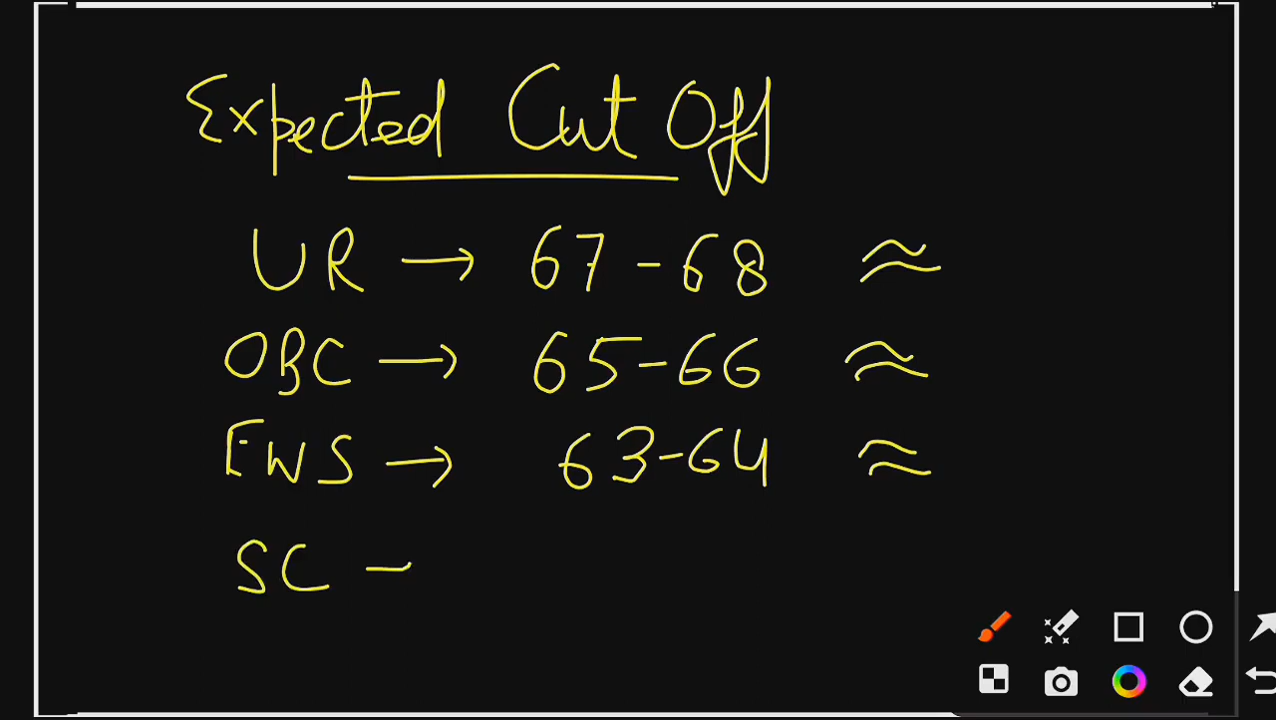 Expected Cut Off
UR → 67-68 ≈
OBC → 65-66 ≈
EWS → 63-64 ≈
SC -